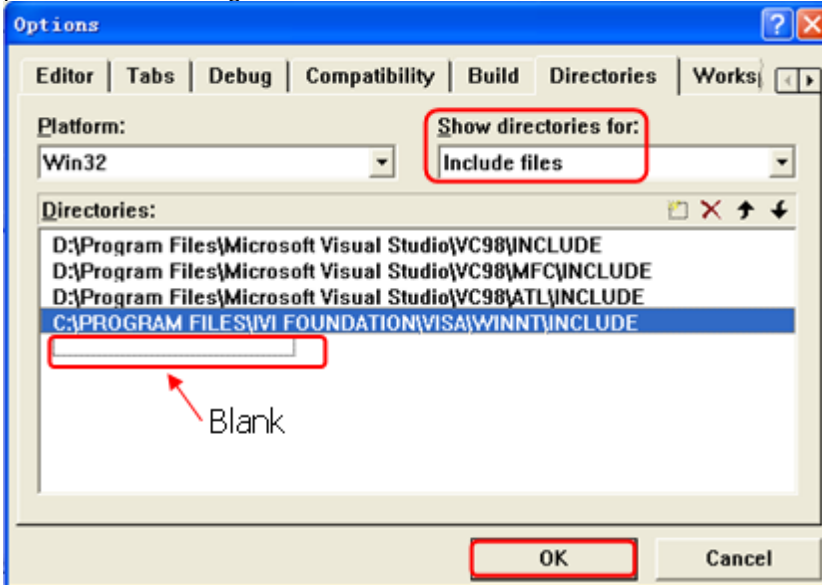 Options
Editor Tabs Debug Compatibility Build Directories Works
Platform: Show directories for:
Win32 Include files
Directories:
D:\Program Files\Microsoft Visual Studio\VC98\INCLUDE
D:\Program Files\Microsoft Visual Studio\VC98\MFC\INCLUDE
D:\Program Files\Microsoft Visual Studio\VC98\ATL\INCLUDE
C:\PROGRAM FILES\IVI FOUNDATION\VISA\WINNT\INCLUDE
Blank
OK Cancel